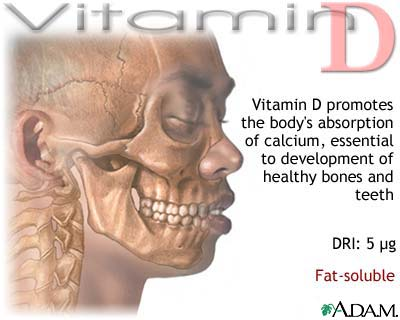 Vitamin D
Vitamin D promotes
the body's absorption
of calcium, essential
to development of
healthy bones and
teeth
DRI: 5 µg
Fat-soluble
A.D.A.M.